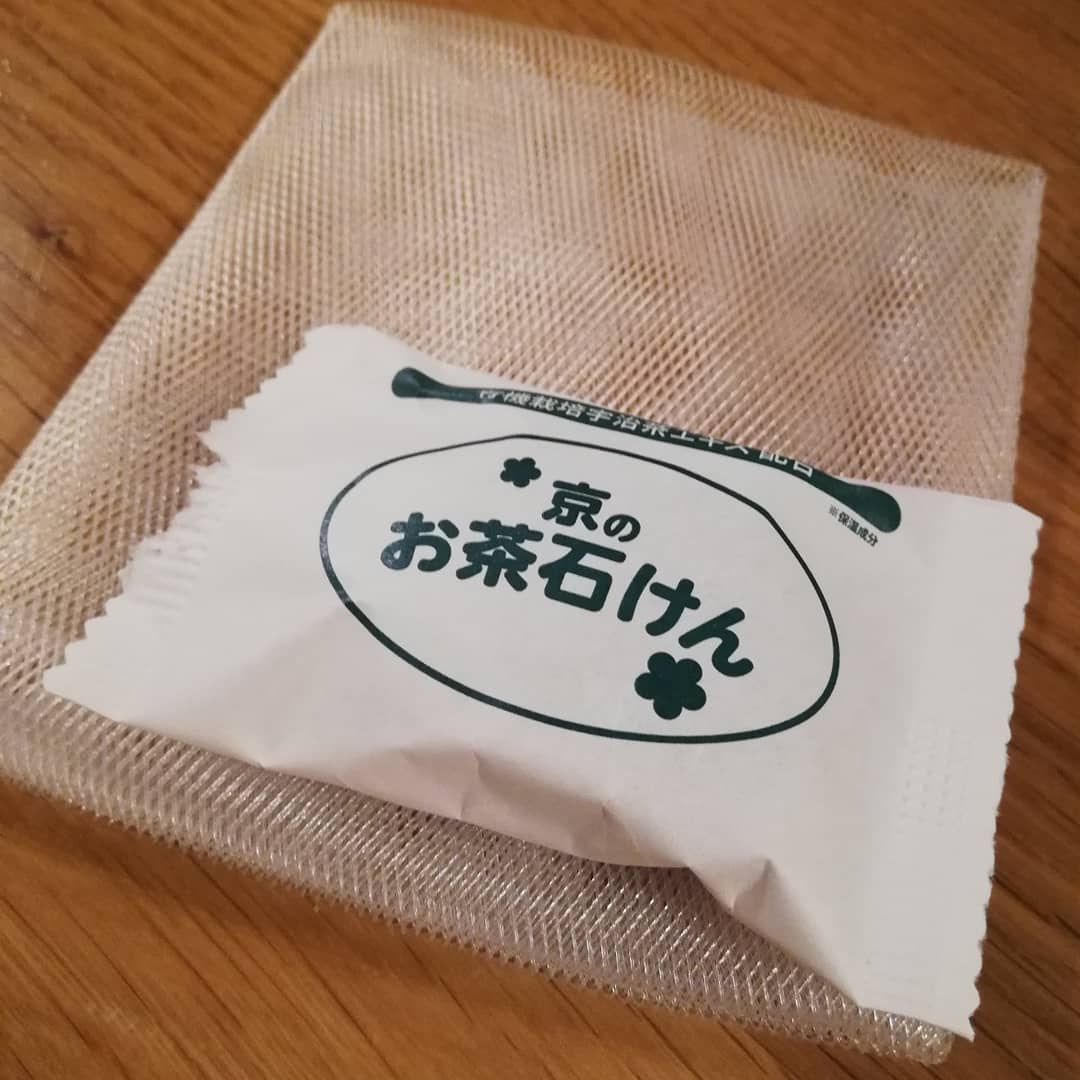 有機栽培宇治茶エキス配合
※保湿成分
京の
お茶石けん